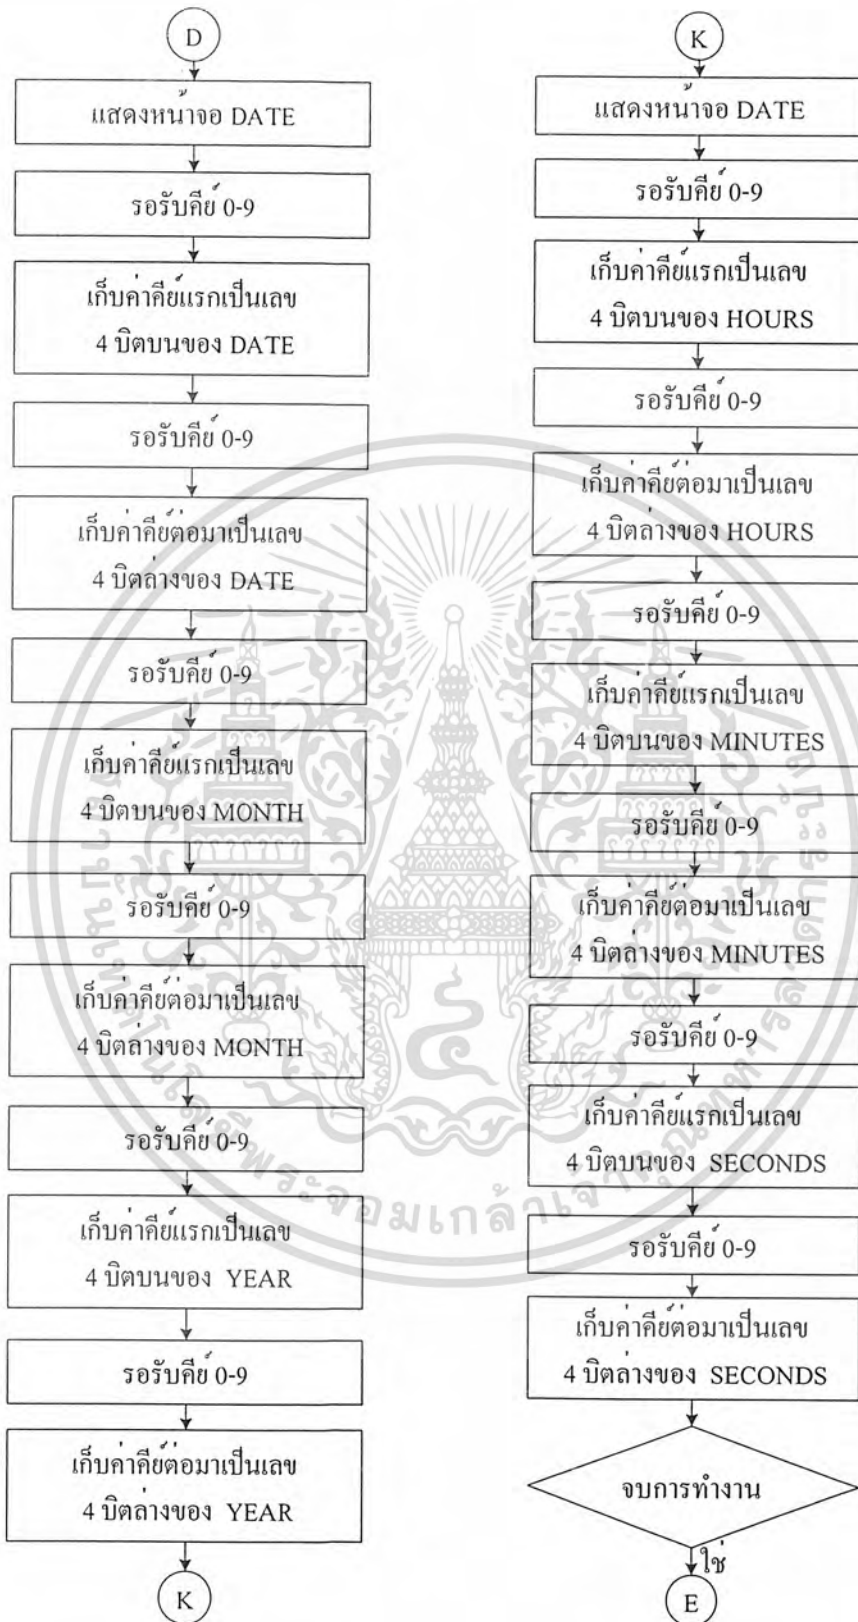 D
แสดงหน้าจอ DATE
รอรับคีย์ 0-9
เก็บค่าคีย์แรกเป็นเลข
4 บิตบนของ DATE
รอรับคีย์ 0-9
เก็บค่าคีย์ต่อมาเป็นเลข
4 บิตล่างของ DATE
รอรับคีย์ 0-9
เก็บค่าคีย์แรกเป็นเลข
4 บิตบนของ MONTH
รอรับคีย์ 0-9
เก็บค่าคีย์ต่อมาเป็นเลข
4 บิตล่างของ MONTH
รอรับคีย์ 0-9
เก็บค่าคีย์แรกเป็นเลข
4 บิตบนของ YEAR
รอรับคีย์ 0-9
เก็บค่าคีย์ต่อมาเป็นเลข
4 บิตล่างของ YEAR
K
K
แสดงหน้าจอ DATE
รอรับคีย์ 0-9
เก็บค่าคีย์แรกเป็นเลข
4 บิตบนของ HOURS
รอรับคีย์ 0-9
เก็บค่าคีย์ต่อมาเป็นเลข
4 บิตล่างของ HOURS
รอรับคีย์ 0-9
เก็บค่าคีย์แรกเป็นเลข
4 บิตบนของ MINUTES
รอรับคีย์ 0-9
เก็บค่าคีย์ต่อมาเป็นเลข
4 บิตล่างของ MINUTES
รอรับคีย์ 0-9
เก็บค่าคีย์แรกเป็นเลข
4 บิตบนของ SECONDS
รอรับคีย์ 0-9
เก็บค่าคีย์ต่อมาเป็นเลข
4 บิตล่างของ SECONDS
จบการทำงาน
ใช่
E